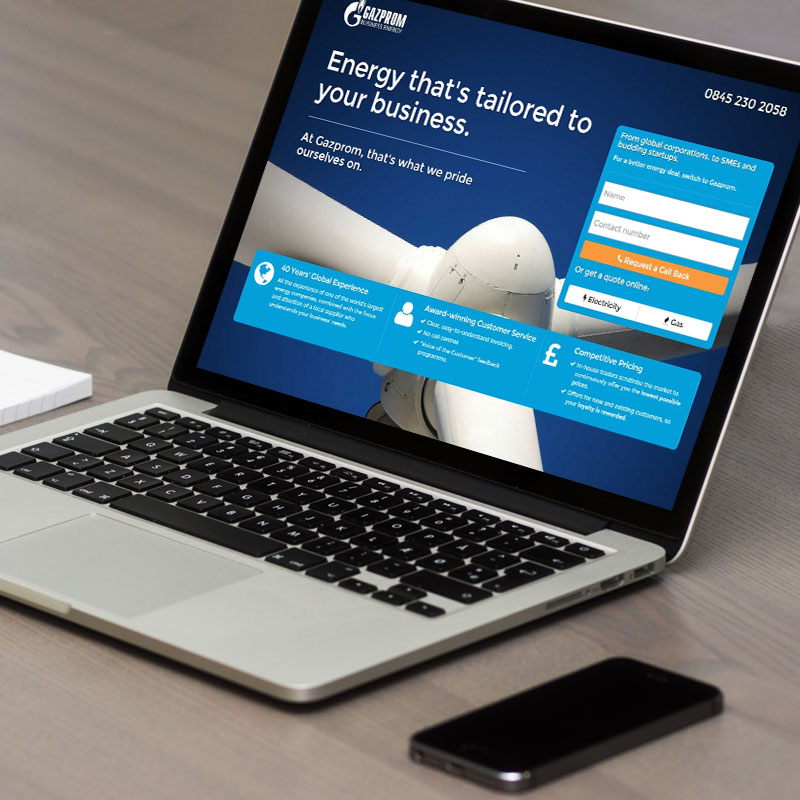 GAZPROM
BUSINESS ENERGY
0845 230 2058
Energy that's tailored to
your business.
At Gazprom, that's what we pride
ourselves on.
From global corporations, to SMEs and
budding startups.
For a better energy deal, switch to Gazprom.
Name
Contact number
Request a Call Back
Or get a quote online:
Electricity
Gas
40 Years' Global Experience
All the experience of one of the world's largest
energy companies, combined with the focus
and attention of a local supplier who
understands your business' needs.
Award-winning Customer Service
Clear, easy-to-understand invoicing.
No call centres
"Voice of the Customer" feedback
programme.
£
Competitive Pricing
In-house traders scrutinise the market to
continuously offer you the lowest possible
prices.
Offers for new and existing customers, so
your loyalty is rewarded.